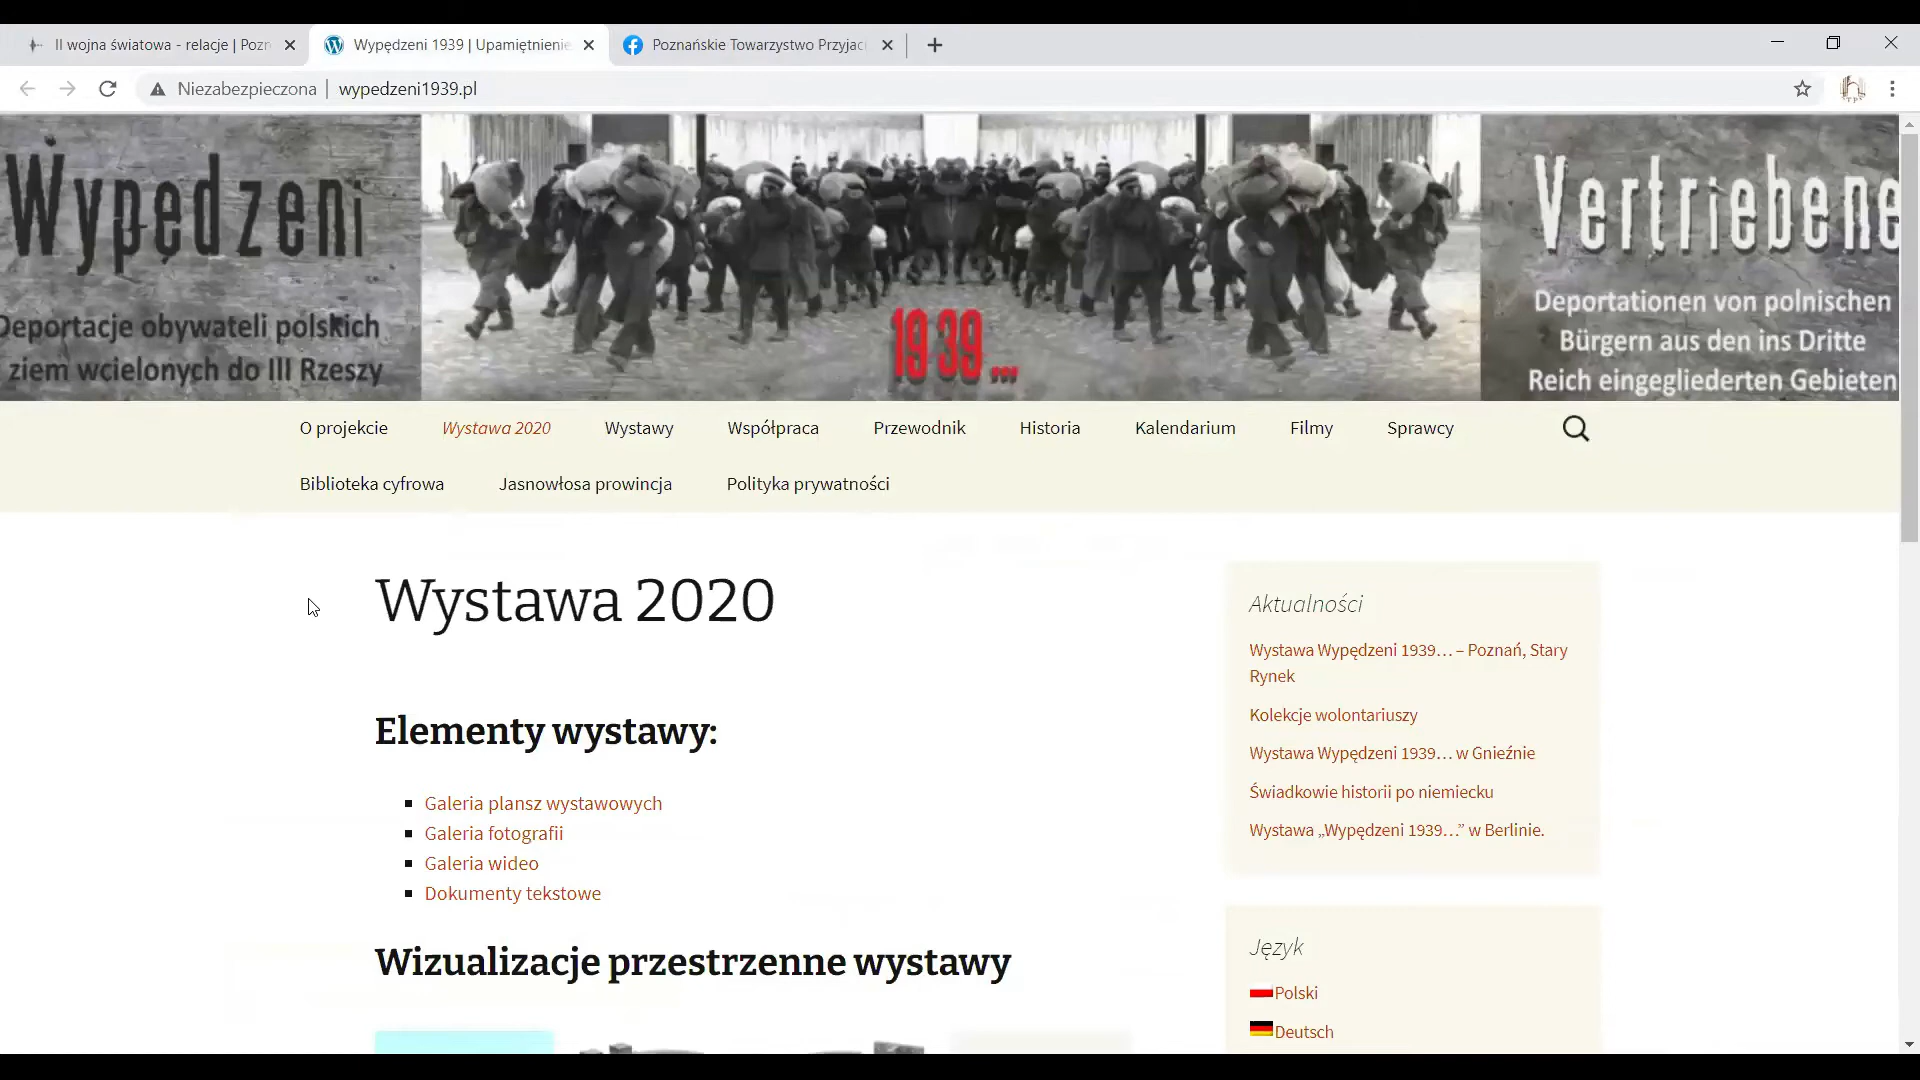 II wojna światowa - relacje | Pozn
Wypędzeni 1939 | Upamiętnienie
Poznańskie Towarzystwo Przyjaci
Niezabezpieczona
wypedzeni1939.pl
Wypędzeni
Deportacje obywateli polskich
ziem wcielonych do III Rzeszy
1939...
Vertriebene
Deportationen von polnischen
Bürgern aus den ins Dritte
Reich eingegliederten Gebieten
O projekcie
Wystawa 2020
Wystawy
Współpraca
Przewodnik
Historia
Kalendarium
Filmy
Sprawcy
Biblioteka cyfrowa
Jasnowłosa prowincja
Polityka prywatności
Wystawa 2020
Elementy wystawy:
Galeria plansz wystawowych
Galeria fotografii
Galeria wideo
Dokumenty tekstowe
Wizualizacje przestrzenne wystawy
Aktualności
Wystawa Wypędzeni 1939… – Poznań, Stary
Rynek
Kolekcje wolontariuszy
Wystawa Wypędzeni 1939… w Gnieźnie
Świadkowie historii po niemiecku
Wystawa „Wypędzeni 1939…” w Berlinie.
Język
Polski
Deutsch